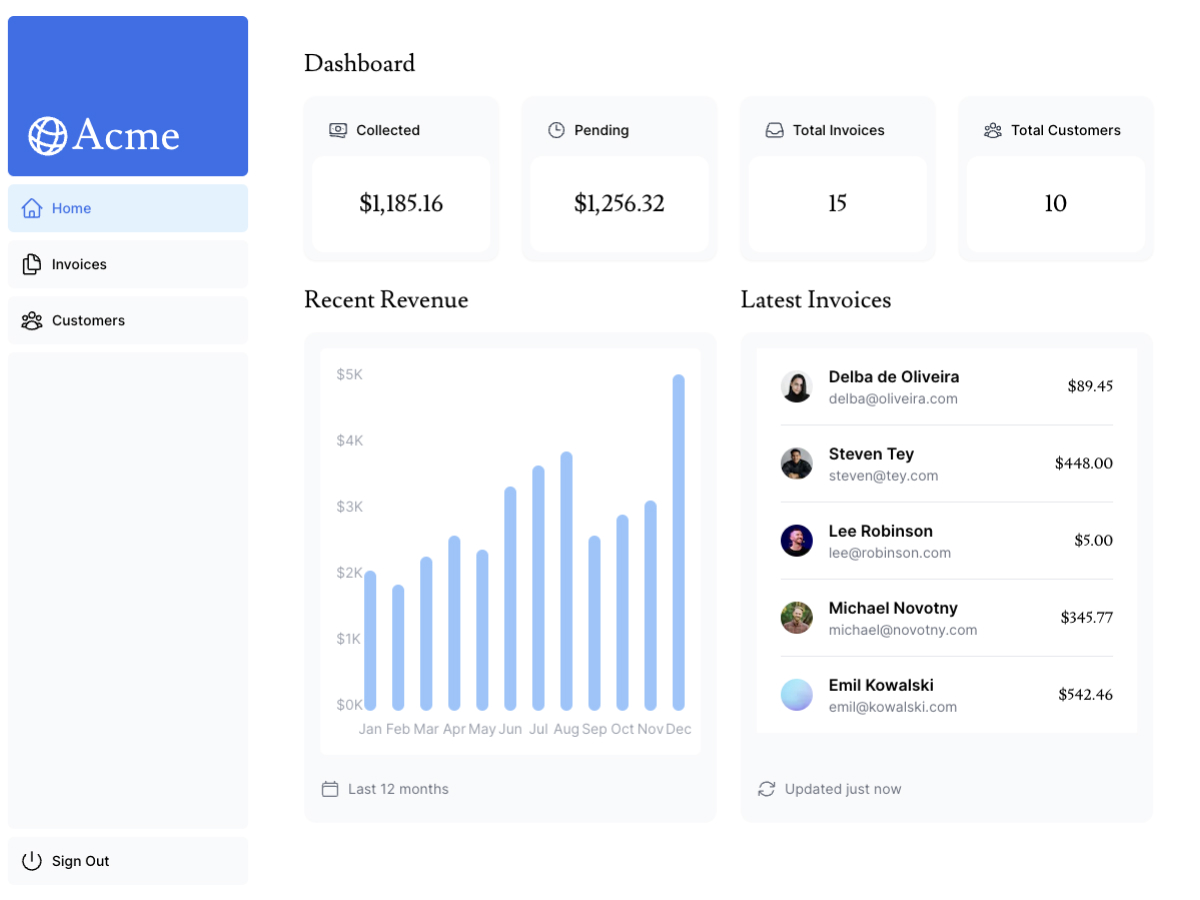 Acme
Home
Invoices
Customers
Sign Out
Dashboard
Collected
$1,185.16
Pending
$1,256.32
Total Invoices
15
Total Customers
10
Recent Revenue
$5K
$4K
$3K
$2K
$1K
$0K
Jan Feb Mar Apr May Jun Jul Aug Sep Oct Nov Dec
Last 12 months
Latest Invoices
Delba de Oliveira
delba@oliveira.com
$89.45
Steven Tey
steven@tey.com
$448.00
Lee Robinson
lee@robinson.com
$5.00
Michael Novotny
michael@novotny.com
$345.77
Emil Kowalski
emil@kowalski.com
$542.46
Updated just now